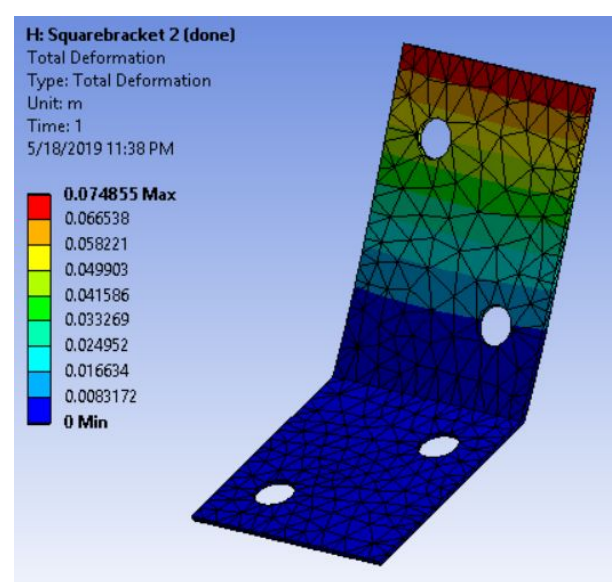 H: Squarebracket 2 (done)
Total Deformation
Type: Total Deformation
Unit: m
Time: 1
5/18/2019 11:38 PM
0.074855 Max
0.066538
0.058221
0.049903
0.041586
0.033269
0.024952
0.016634
0.0083172
0 Min